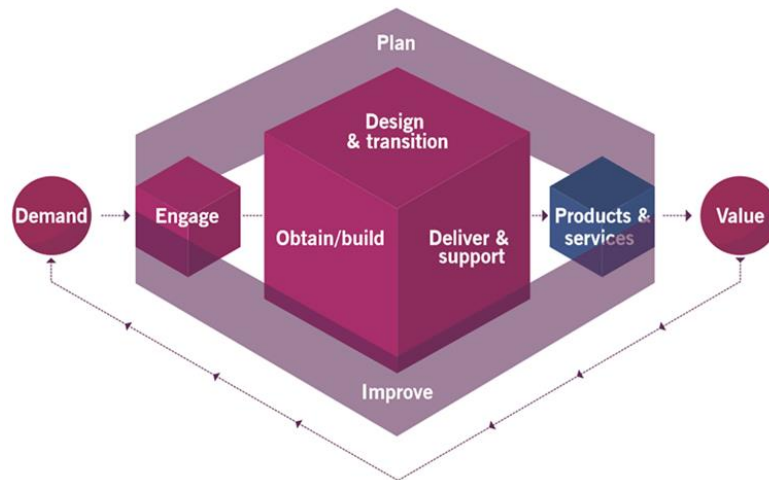 Plan
Design
& transition
Demand
Engage
Obtain/build
Deliver &
support
Products &
services
Value
Improve